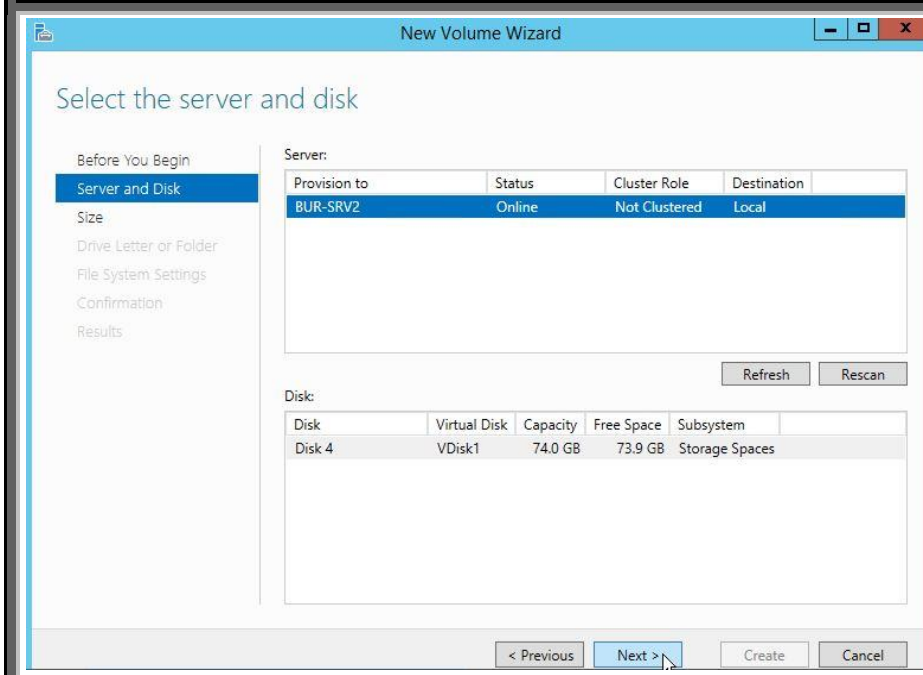 New Volume Wizard
Select the server and disk
Before You Begin
Server and Disk
Size
Drive Letter or Folder
File System Settings
Confirmation
Results
Server:
Provision to Status Cluster Role Destination
BUR-SRV2 Online Not Clustered Local
Refresh Rescan
Disk:
Disk Virtual Disk Capacity Free Space Subsystem
Disk 4 VDisk1 74.0 GB 73.9 GB Storage Spaces
< Previous Next > Create Cancel